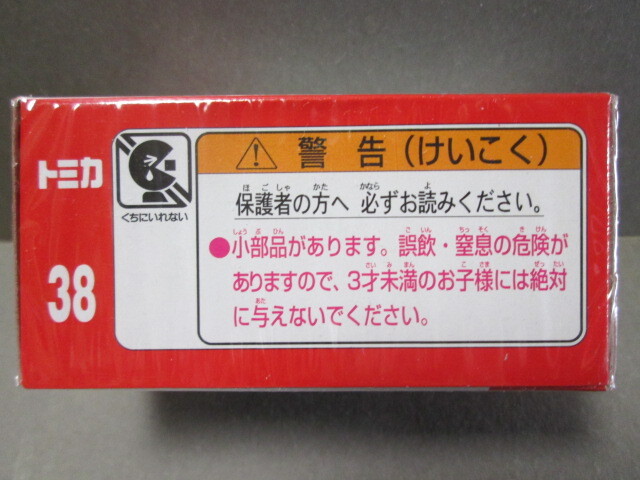 トミカ
38
くちにいれない
警告(けいこく)
保護者の方へ 必ずお読みください。
●小部品があります。誤飲・窒息の危険が
ありますので、3才未満のお子様には絶対
に与えないでください。